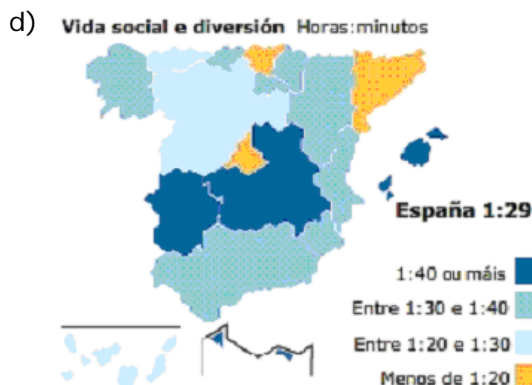 d)
Vida social e diversión Horas:minutos
España 1:29
1:40 ou máis
Entre 1:30 e 1:40
Entre 1:20 e 1:30
Menos de 1:20